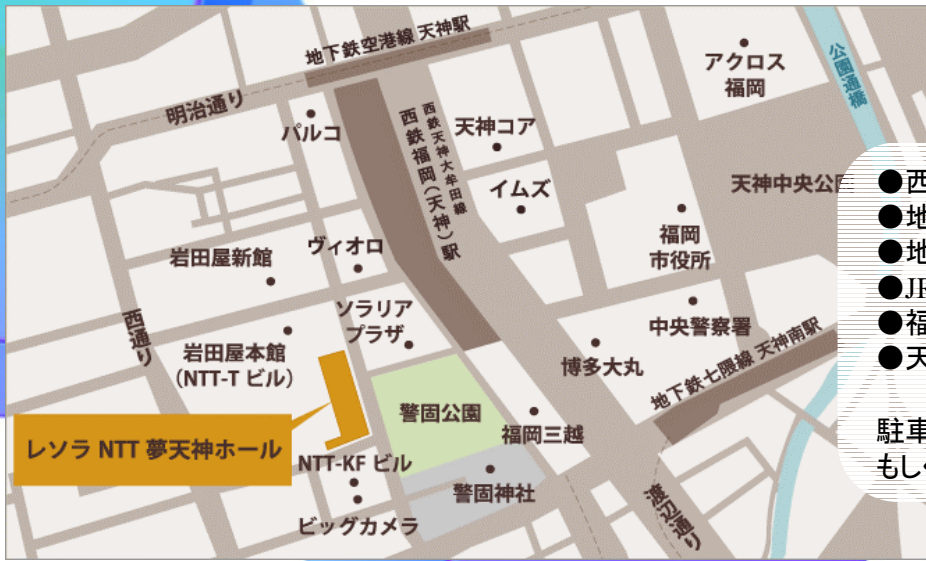 地下鉄空港線 天神駅
明治通り
パルコ
西鉄福岡(天神)駅
西鉄天神大牟田線
天神コア
イムズ
アクロス
福岡
公園通橋
天神中央公園
福岡
市役所
中央警察署
博多大丸
地下鉄七隈線 天神南駅
岩田屋新館
ヴィオロ
ソラリア
プラザ
岩田屋本館
(NTT-T ビル)
西通り
レソラ NTT 夢天神ホール
NTT-KF ビル
ビッグカメラ
警固公園
警固神社
福岡三越
渡辺通り
●西
●地
●地
●JR
●福
●天
駐車
もしく